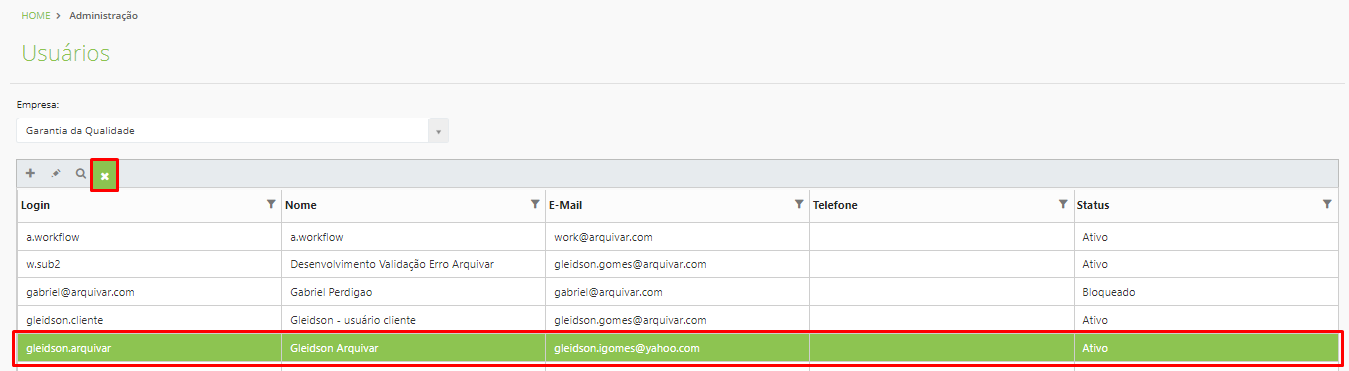 HOME > Administração
Usuários
Empresa:
Garantia da Qualidade
Login Nome E-Mail Telefone Status
a.workflow a.workflow work@arquivar.com Ativo
w.sub2 Desenvolvimento Validação Erro Arquivar gleidson.gomes@arquivar.com Ativo
gabriel@arquivar.com Gabriel Perdigao gabriel@arquivar.com Bloqueado
gleidson.cliente Gleidson - usuário cliente gleidson.gomes@arquivar.com Ativo
gleidson.arquivar Gleidson Arquivar gleidson.igomes@yahoo.com Ativo